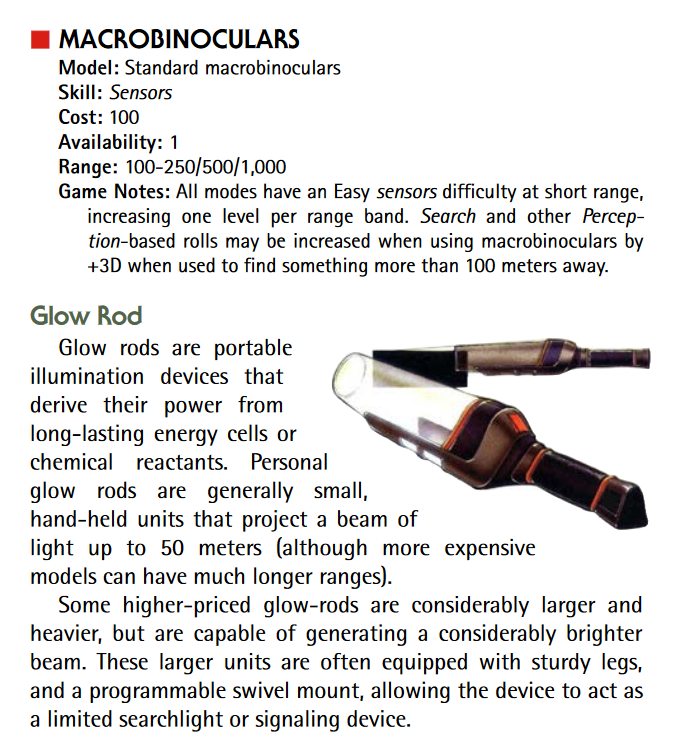 MACROBINOCULARS
Model: Standard macrobinoculars
Skill: Sensors
Cost: 100
Availability: 1
Range: 100-250/500/1,000
Game Notes: All modes have an Easy sensors difficulty at short range,
increasing one level per range band. Search and other Percep-
tion-based rolls may be increased when using macrobinoculars by
+3D when used to find something more than 100 meters away.
Glow Rod
Glow rods are portable
illumination devices that
derive their power from
long-lasting energy cells or
chemical reactants. Personal
glow rods are generally small,
hand-held units that project a beam of
light up to 50 meters (although more expensive
models can have much longer ranges).
Some higher-priced glow-rods are considerably larger and
heavier, but are capable of generating a considerably brighter
beam. These larger units are often equipped with sturdy legs,
and a programmable swivel mount, allowing the device to act as
a limited searchlight or signaling device.